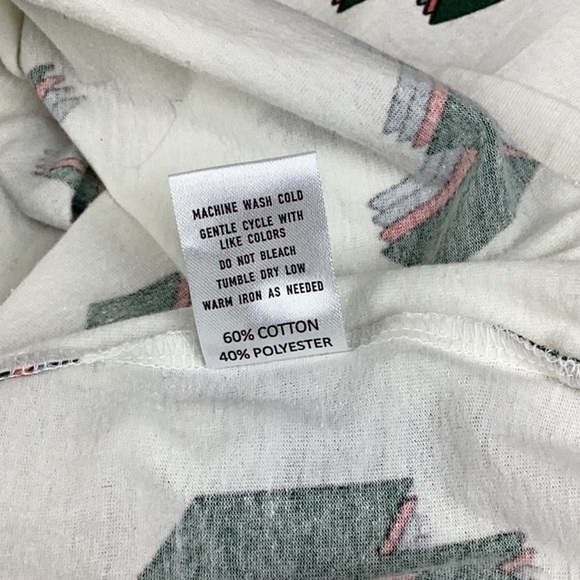 MACHINE WASH COLD
GENTLE CYCLE WITH
LIKE COLORS
DO NOT BLEACH
TUMBLE DRY LOW
WARM IRON AS NEEDED
60% COTTON
40% POLYESTER